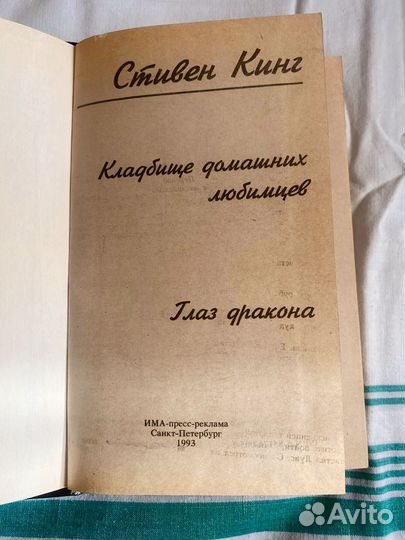 Стивен Кинг
Кладбище домашних
любимцев
Глаз дракона
ИМА-пресс-реклама
Санкт-Петербург
1993
Avito